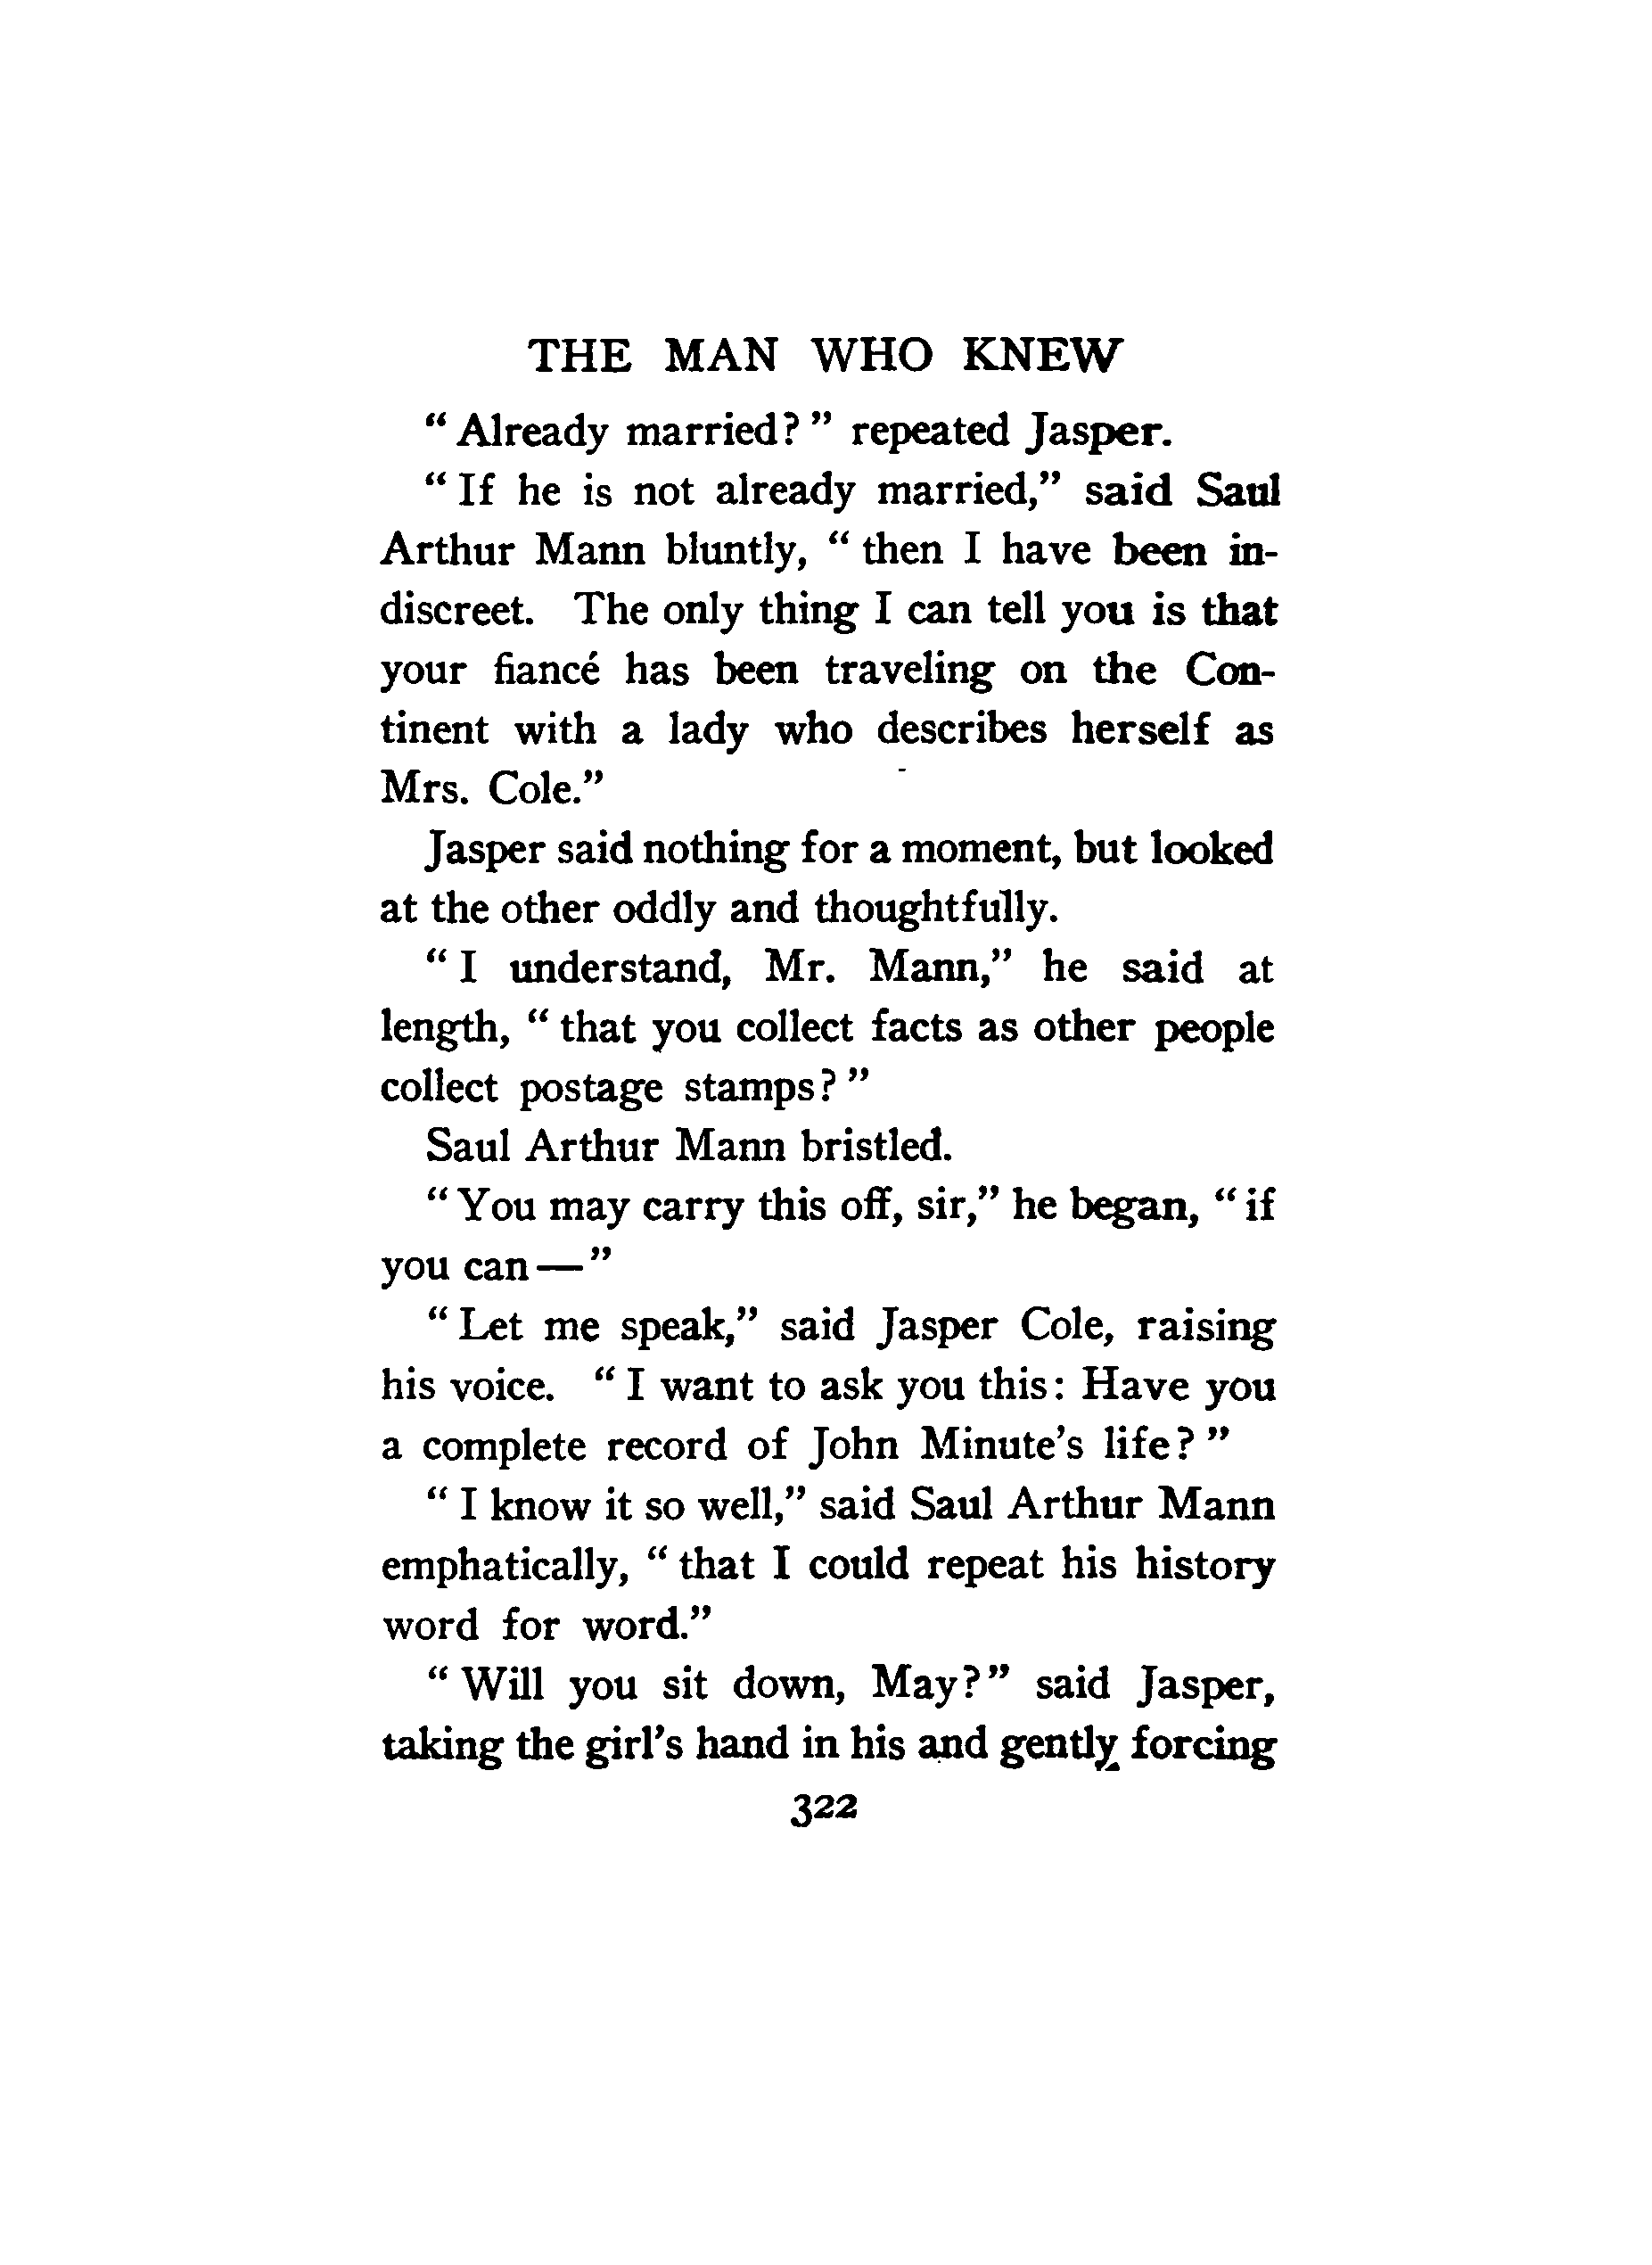 THE MAN WHO KNEW
“Already married?” repeated Jasper.
“If he is not already married,” said Saul
Arthur Mann bluntly, “then I have been in-
discreet. The only thing I can tell you is that
your fiancé has been traveling on the Con-
tinent with a lady who describes herself as
Mrs. Cole.”
Jasper said nothing for a moment, but looked
at the other oddly and thoughtfully.
“I understand, Mr. Mann,” he said at
length, “that you collect facts as other people
collect postage stamps?”
Saul Arthur Mann bristled.
“You may carry this off, sir,” he began, “if
you can—”
“Let me speak,” said Jasper Cole, raising
his voice. “I want to ask you this: Have you
a complete record of John Minute’s life?”
“I know it so well,” said Saul Arthur Mann
emphatically, “that I could repeat his history
word for word.”
“Will you sit down, May?” said Jasper,
taking the girl’s hand in his and gently forcing
322